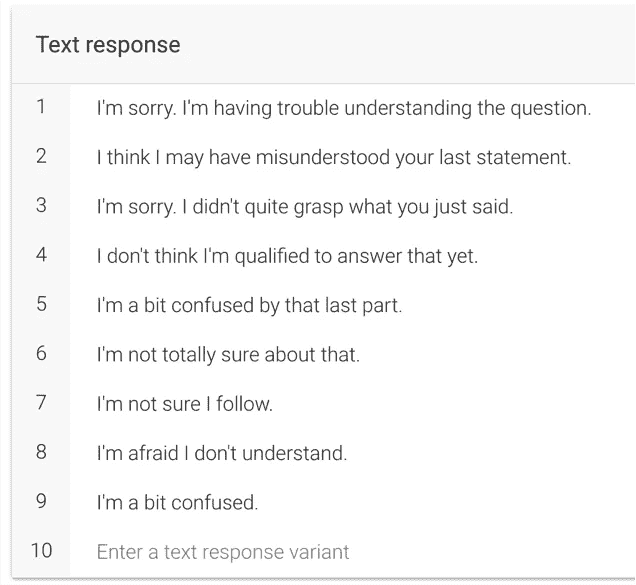 Text response
1 I'm sorry. I'm having trouble understanding the question.
2 I think I may have misunderstood your last statement.
3 I'm sorry. I didn't quite grasp what you just said.
4 I don't think I'm qualified to answer that yet.
5 I'm a bit confused by that last part.
6 I'm not totally sure about that.
7 I'm not sure I follow.
8 I'm afraid I don't understand.
9 I'm a bit confused.
10 Enter a text response variant